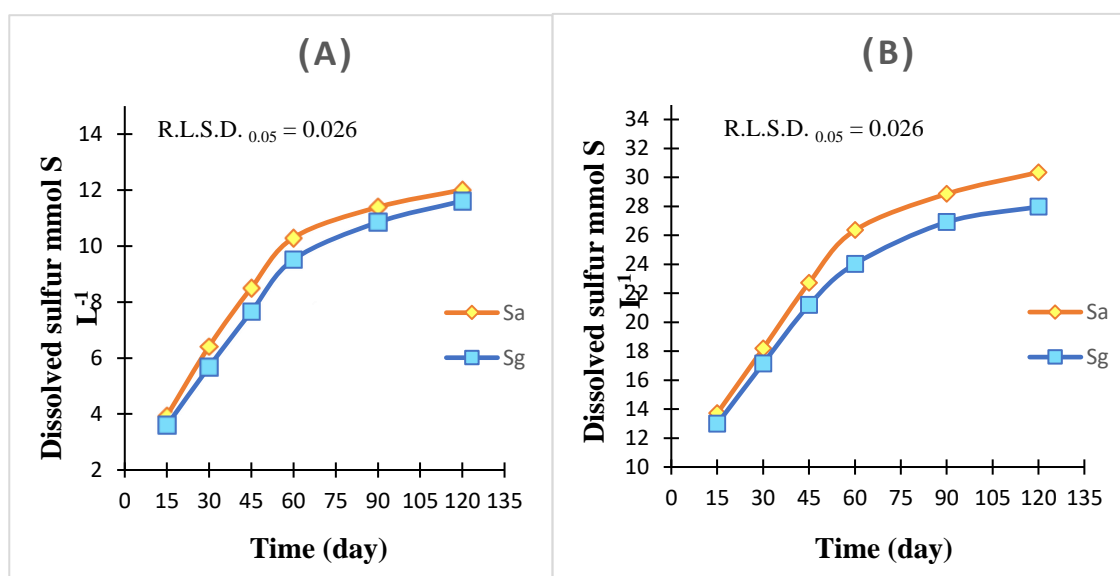 (A)
R.L.S.D. 0.05 = 0.026
Dissolved sulfur mmol S
L-1
14
12
10
8
6
4
2
0 15 30 45 60 75 90 105 120 135
Time (day)
Sa
Sg
(B)
R.L.S.D. 0.05 = 0.026
Dissolved sulfur mmol S
L-1
34
32
30
28
26
24
22
20
18
16
14
12
10
0 15 30 45 60 75 90 105 120 135
Time (day)
Sa
Sg